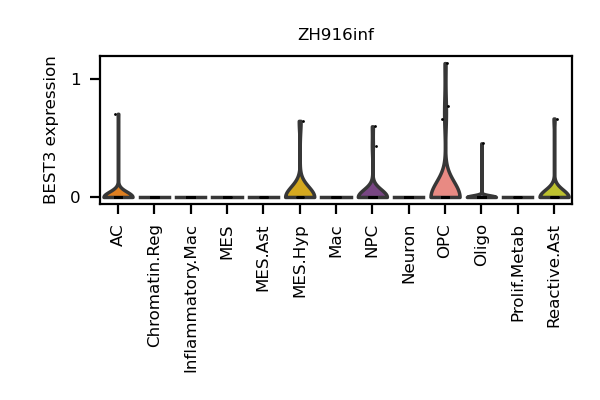 ZH916inf
BEST3 expression
1
0
AC
Chromatin.Reg
Inflammatory.Mac
MES
MES.Ast
MES.Hyp
Mac
NPC
Neuron
OPC
Oligo
Prolif.Metab
Reactive.Ast